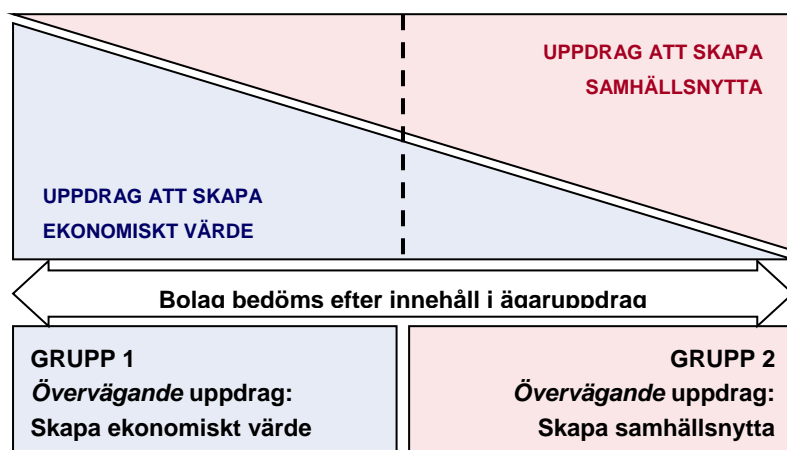 UPPDRAG ATT SKAPA
SAMHÄLLSNYTTA
UPPDRAG ATT SKAPA
EKONOMISKT VÄRDE
Bolag bedöms efter innehåll i ägaruppdrag
GRUPP 1
Övervägande uppdrag:
Skapa ekonomiskt värde
GRUPP 2
Övervägande uppdrag:
Skapa samhällsnytta